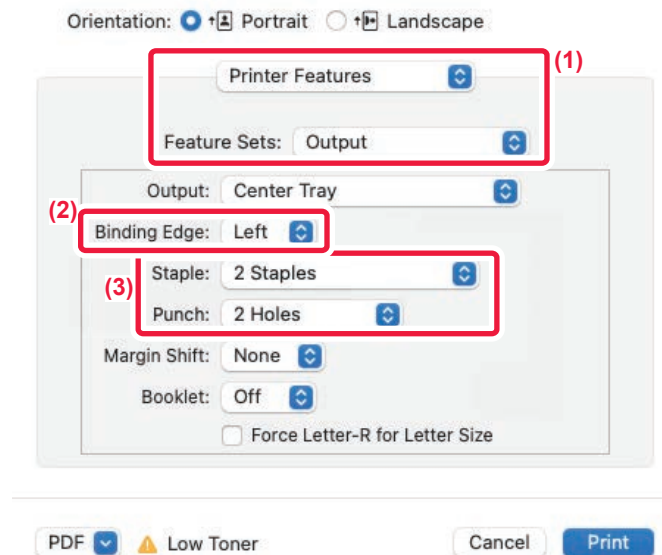 Orientation: Portrait Landscape
(1)
Printer Features
Feature Sets: Output
Output: Center Tray
(2)
Binding Edge: Left
(3)
Staple: 2 Staples
Punch: 2 Holes
Margin Shift: None
Booklet: Off
Force Letter-R for Letter Size
PDF Low Toner Cancel Print